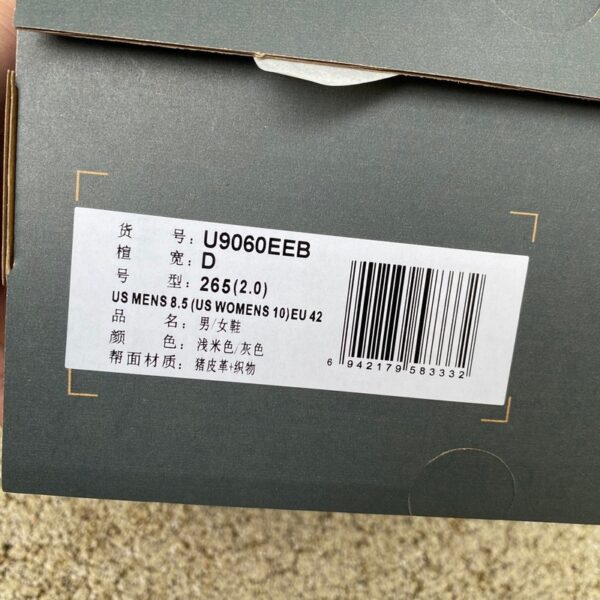 货 号: U9060EEB
楦 宽: D
号 型: 265(2.0)
US MENS 8.5 (US WOMENS 10) EU 42
品 名: 男/女鞋
颜 色: 浅米色/灰色
帮面材质: 猪皮革+织物
6 942179 583332